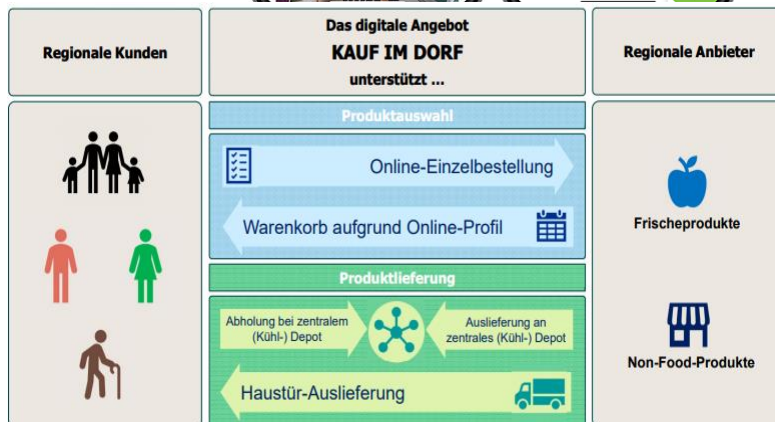 Regionale Kunden
Das digitale Angebot
KAUF IM DORF
unterstützt ...
Regionale Anbieter
Produktauswahl
Online-Einzelbestellung
Warenkorb aufgrund Online-Profil
Produktlieferung
Abholung bei zentralem
(Kühl-) Depot
Auslieferung an
zentrales (Kühl-) Depot
Haustür-Auslieferung
Frischeprodukte
Non-Food-Produkte